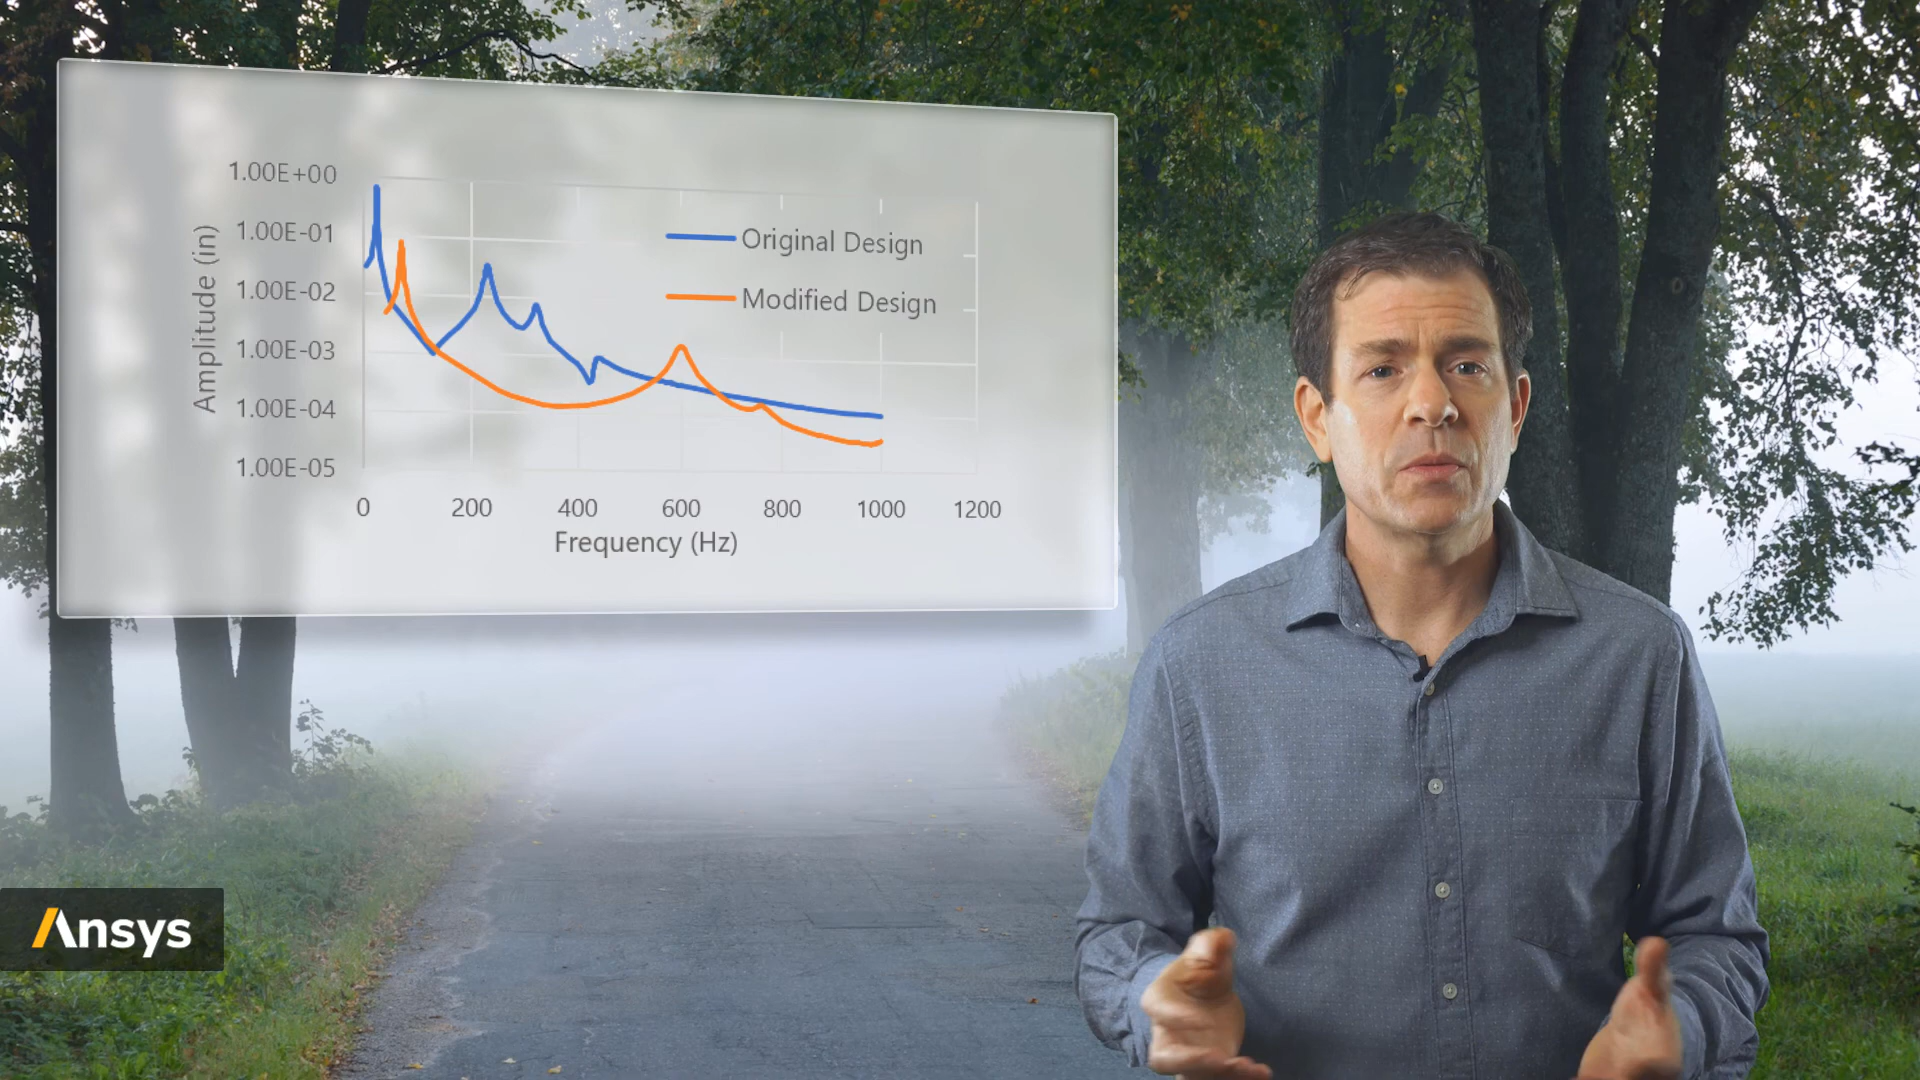 1.00E+00
1.00E-01
1.00E-02
1.00E-03
1.00E-04
1.00E-05
Amplitude (in)
Original Design
Modified Design
0 200 400 600 800 1000 1200
Frequency (Hz)
Ansys